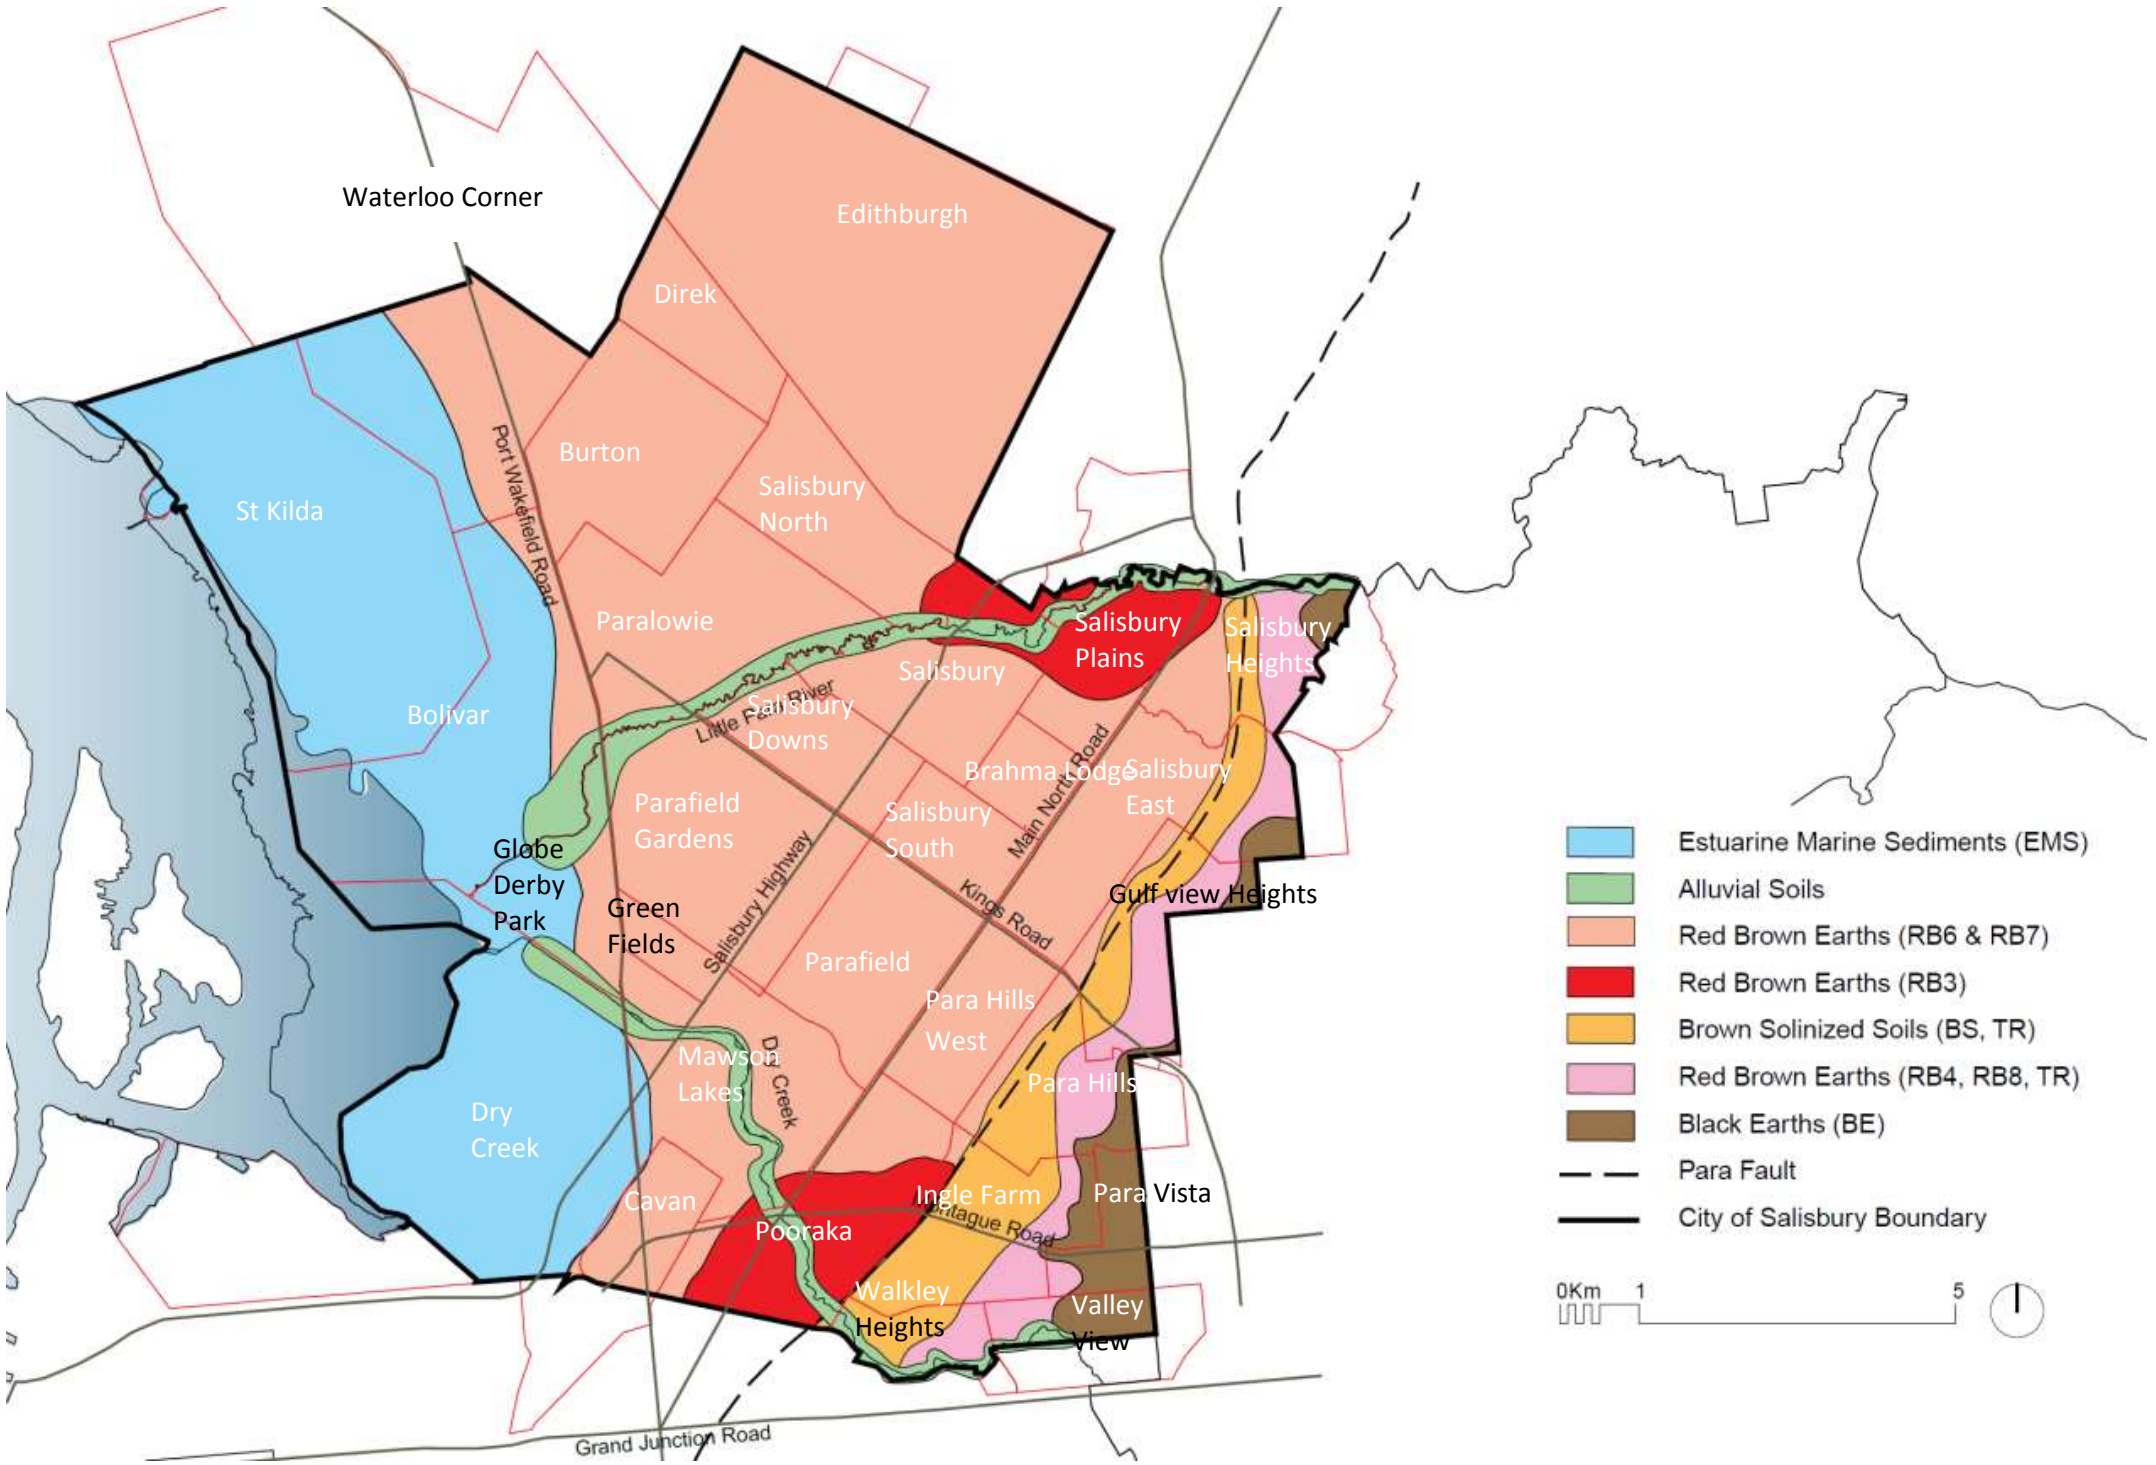 Waterloo Corner
Edithburgh
Direk
Burton
Port Wakefield Road
Salisbury
North
St Kilda
Paralowie
Salisbury
Plains
Salisbury
Heights
Salisbury
Little Para River
Salisbury
Downs
Bolivar
Main North Road
Brahma Lodge
Salisbury
East
Parafield
Gardens
Salisbury
South
Salisbury Highway
Globe
Derby
Park
Green
Fields
Kings Road
Gulf view Heights
Parafield
Para Hills
West
Mawson
Lakes
Dry Creek
Para Hills
Dry
Creek
Cavan
Pooraka
Ingle Farm
Montague Road
Para Vista
Walkley
Heights
Valley
View
Grand Junction Road
Estuarine Marine Sediments (EMS)
Alluvial Soils
Red Brown Earths (RB6 & RB7)
Red Brown Earths (RB3)
Brown Solinized Soils (BS, TR)
Red Brown Earths (RB4, RB8, TR)
Black Earths (BE)
Para Fault
City of Salisbury Boundary
0Km 1 5